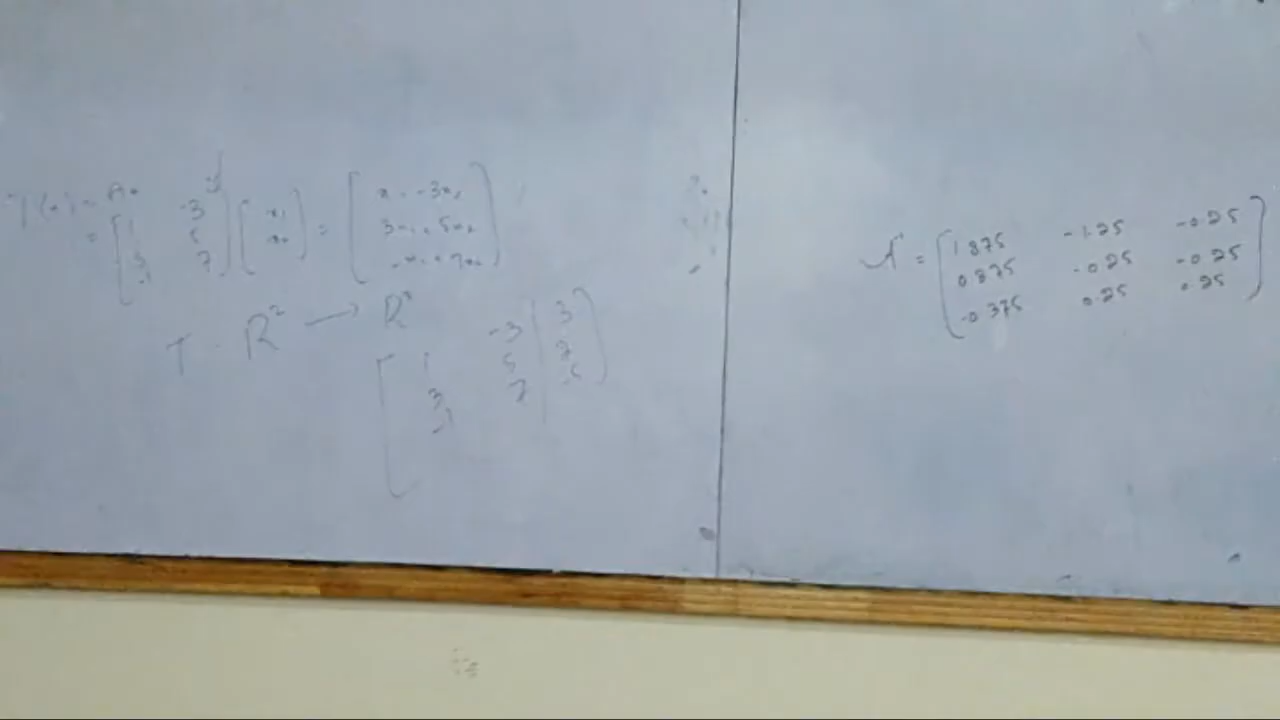 T(x) = Ax
= [1 -3
3 5
-1 7] [x₁
x₂] = [x₁ - 3x₂
3x₁ + 5x₂
-x₁ + 7x₂]
T : R² → R³
[1 -3 | 3
3 5 | 2
-1 7 | -5]
A⁻¹ = [1.875 -1.25 -0.25
0.875 -0.25 -0.25
-0.375 0.25 0.25]